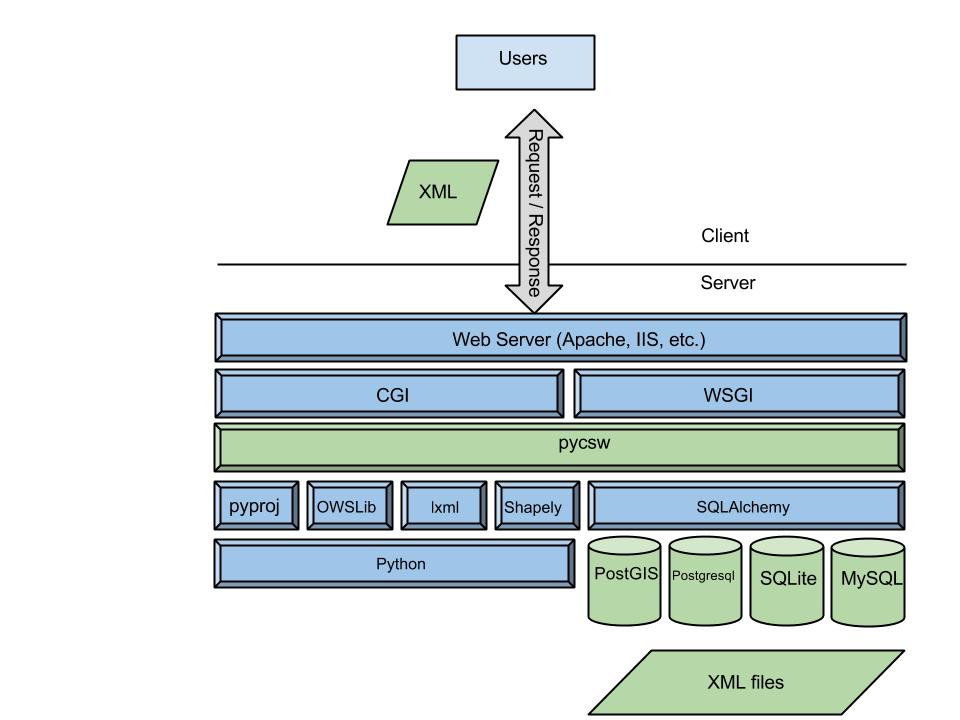 Users
XML
Request / Response
Client
Server
Web Server (Apache, IIS, etc.)
CGI
WSGI
pycsw
pyproj
OWSLib
lxml
Shapely
SQLAlchemy
Python
PostGIS
Postgresql
SQLite
MySQL
XML files